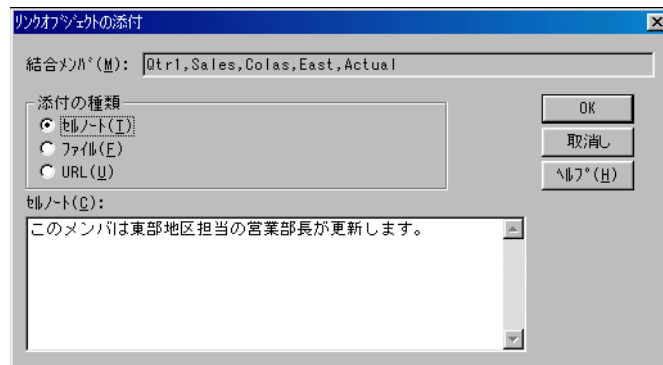 リンクオブジェクトの添付
結合メンバ(M): Qtr1,Sales,Colas,East,Actual
添付の種類
セルノート(T)
ファイル(F)
URL(U)
OK
取消し
ヘルプ(H)
セルノート(C):
このメンバは東部地区担当の営業部長が更新します。